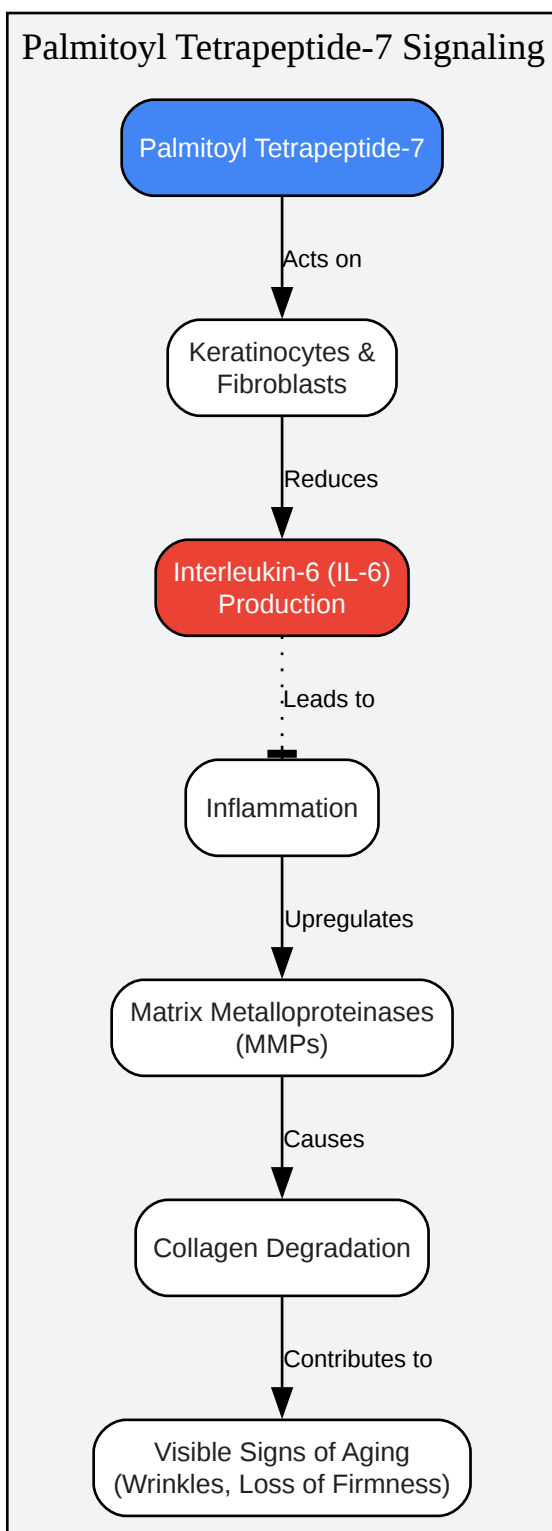 Palmitoyl Tetrapeptide-7 Signaling
Palmitoyl Tetrapeptide-7
Acts on
Keratinocytes &
Fibroblasts
Reduces
Interleukin-6 (IL-6)
Production
Leads to
Inflammation
Upregulates
Matrix Metalloproteinases
(MMPs)
Causes
Collagen Degradation
Contributes to
Visible Signs of Aging
(Wrinkles, Loss of Firmness)